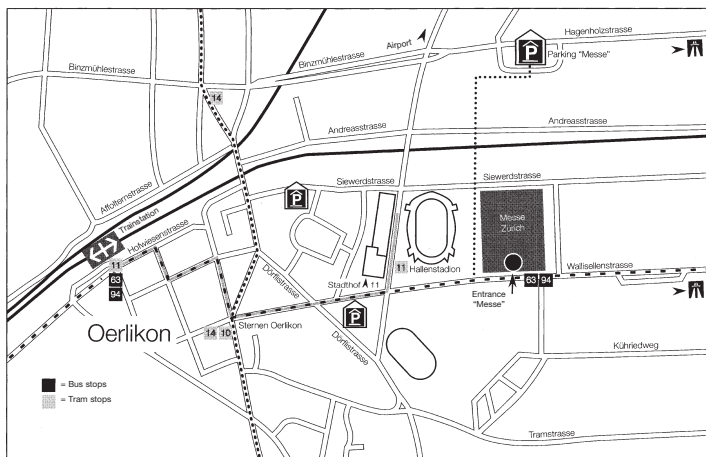 Hagenholzstrasse
Airport
P
Parking "Messe"
Binzmühlestrasse
Binzmühlestrasse
14
Andreasstrasse
Andreasstrasse
Affolternstrasse
Siewerdstrasse
Siewerdstrasse
P
Trainstation
Hofwiesenstrasse
Messe
Zürich
11
63
94
Dörflistrasse
11
Hallenstadion
Wallisellenstrasse
Stadthof 11
63 94
Entrance
"Messe"
P
Oerlikon
14 10
Sternen Oerlikon
Dörflistrasse
Kühriedweg
= Bus stops
= Tram stops
Tramstrasse